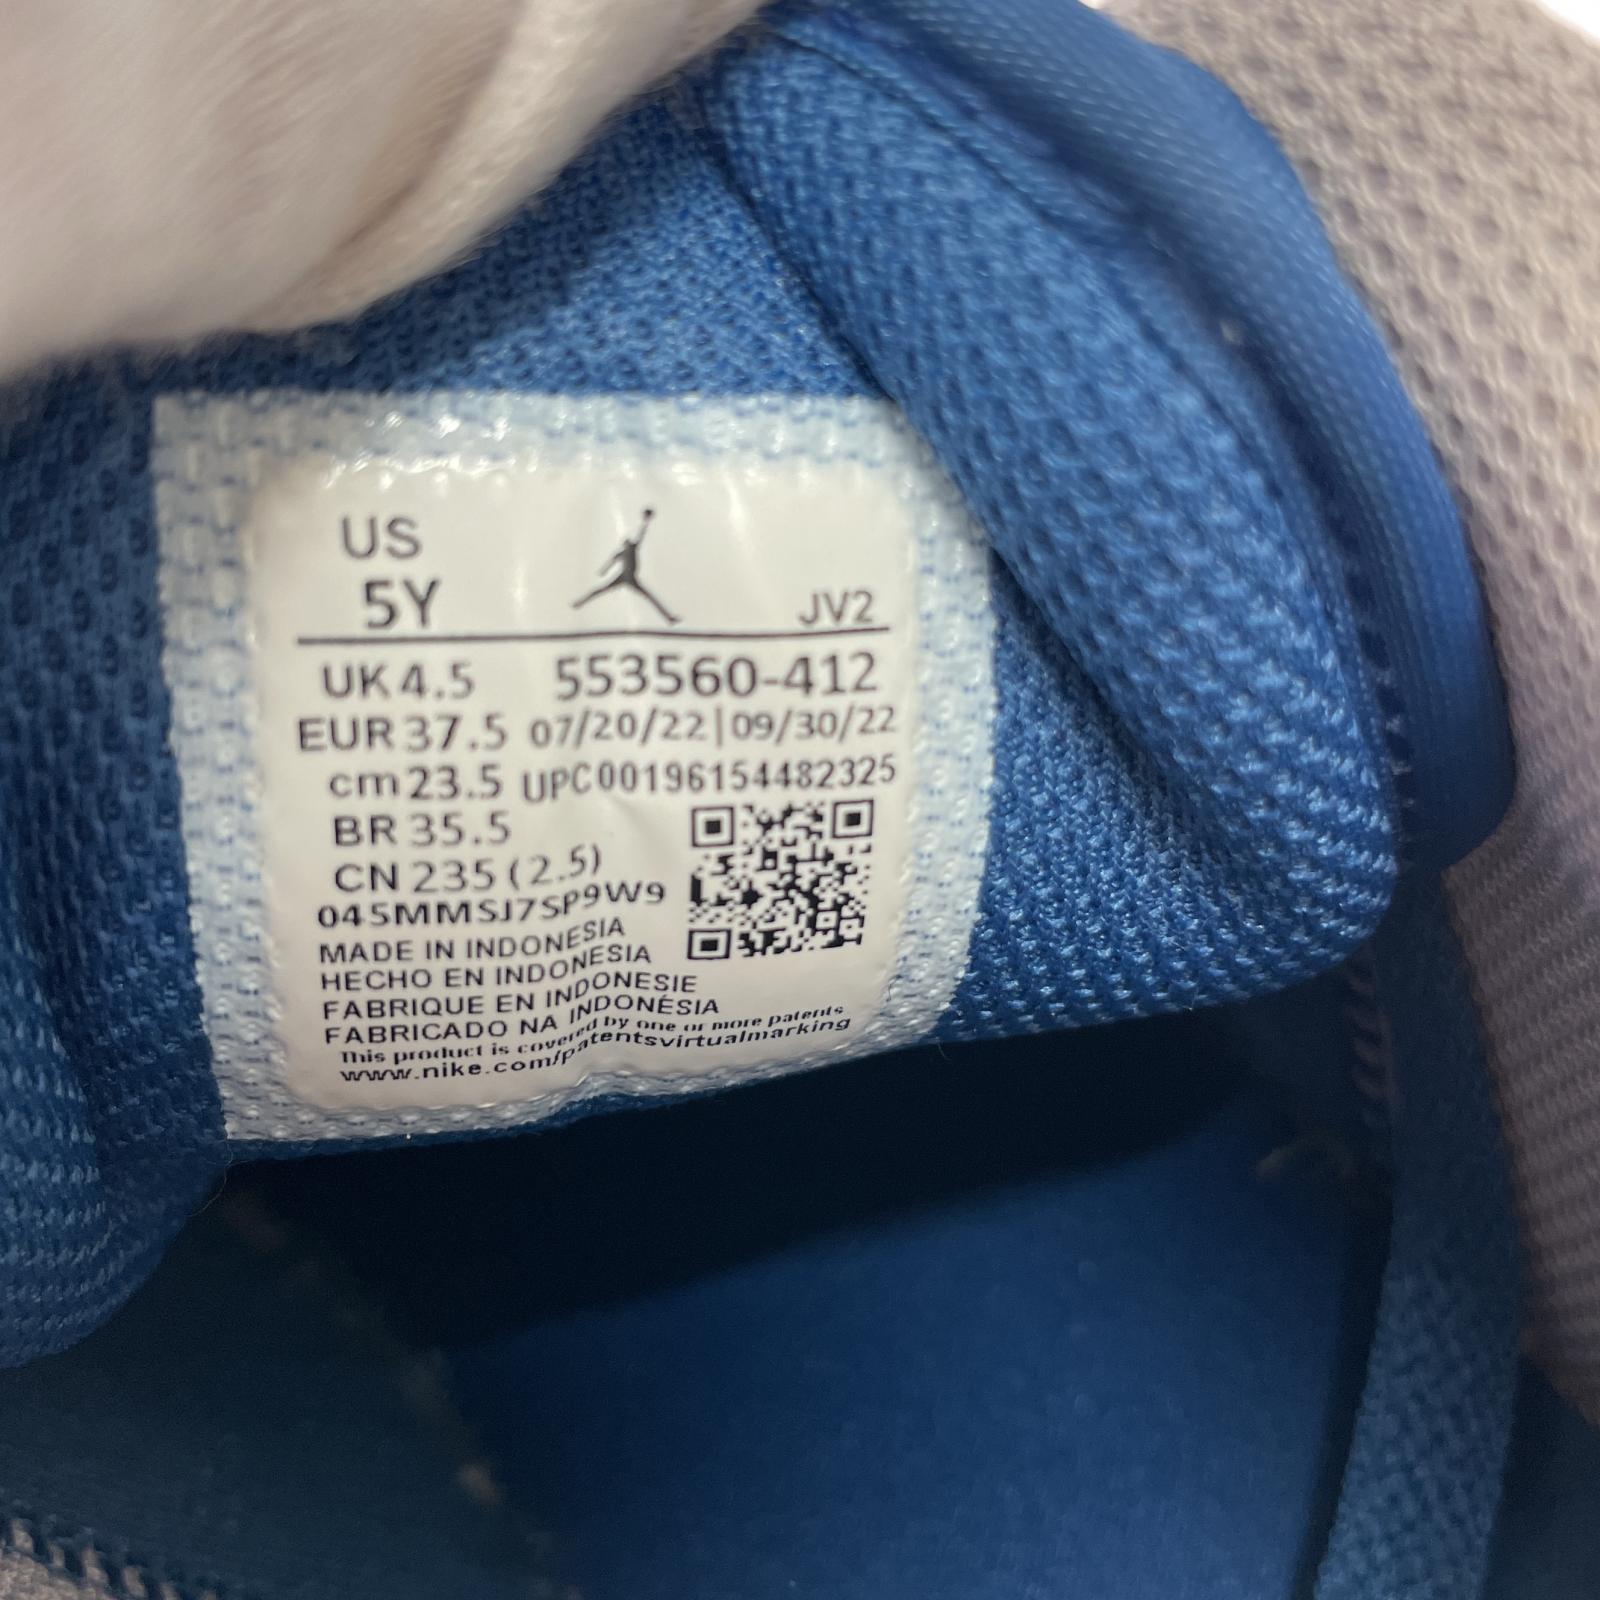 US
5Y
JV2
UK 4.5 553560-412
EUR 37.5 07/20/22|09/30/22
cm 23.5 UPC00196154482325
BR 35.5
CN 235 (2.5)
045MMSJ7SP9W9
MADE IN INDONESIA
HECHO EN INDONESIA
FABRIQUE EN INDONESIE
FABRICADO NA INDONÉSIA
This product is covered by one or more patents
www.nike.com/patentsvirtualmarking